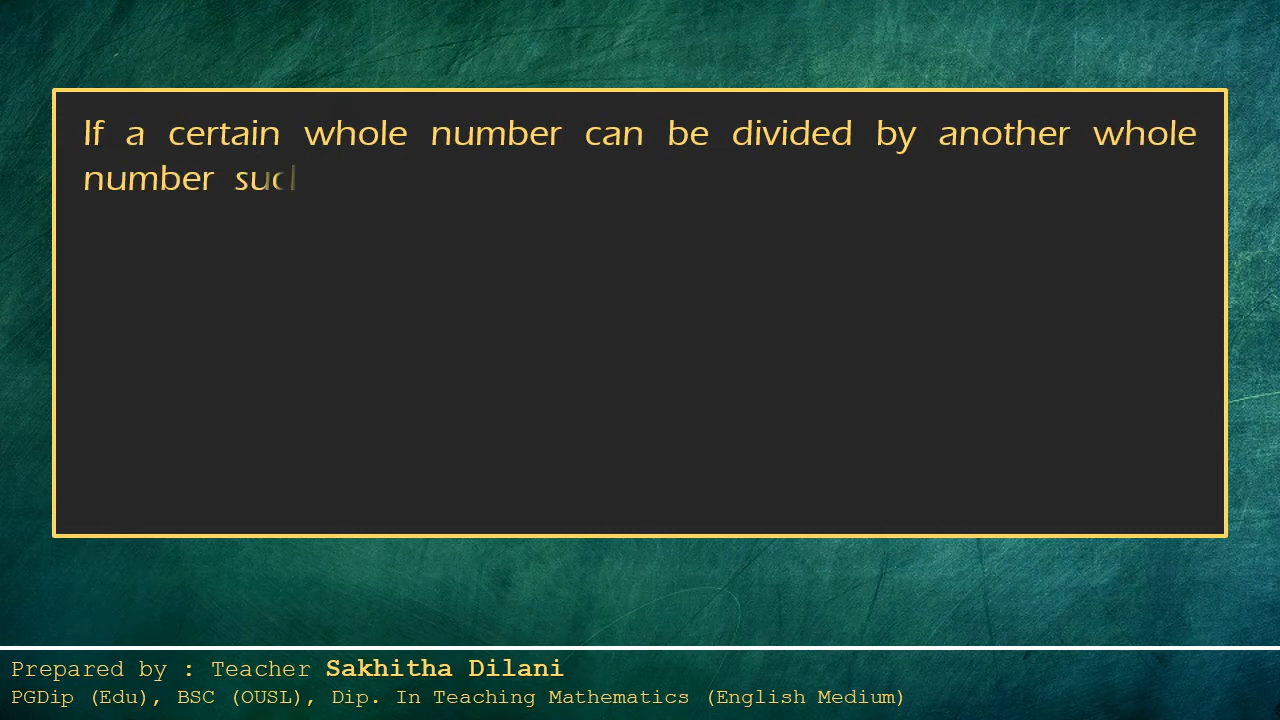 If a certain whole number can be divided by another whole
number
Prepared by : Teacher Sakhitha Dilani
PGDip (Edu), BSC (OUSL), Dip. In Teaching Mathematics (English Medium)